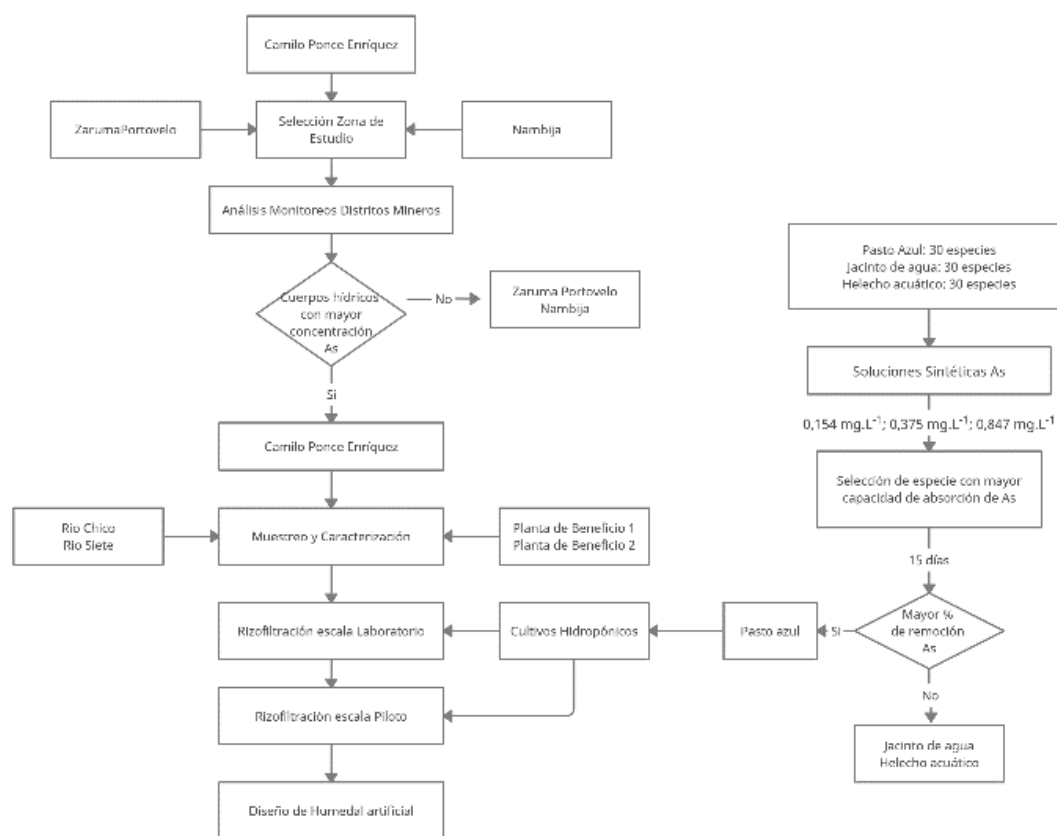 Camilo Ponce Enríquez
ZarumaPortovelo
Selección Zona de
Estudio
Nambija
Análisis Monitoreos Distritos Mineros
Cuerpos hídricos
con mayor
concentración
As
No
Zaruma Portovelo
Nambija
Si
Camilo Ponce Enríquez
Rio Chico
Rio Siete
Muestreo y Caracterización
Planta de Beneficio 1
Planta de Beneficio 2
Rizofiltración escala Laboratorio
Cultivos Hidropónicos
Rizofiltración escala Piloto
Diseño de Humedal artificial
Pasto Azul: 30 especies
Jacinto de agua: 30 especies
Helecho acuático: 30 especies
Soluciones Sintéticas As
0,154 mg.L⁻¹; 0,375 mg.L⁻¹; 0,847 mg.L⁻¹
Selección de especie con mayor
capacidad de absorción de As
15 días
Mayor %
de remoción
As
Si
Pasto azul
No
Jacinto de agua
Helecho acuático